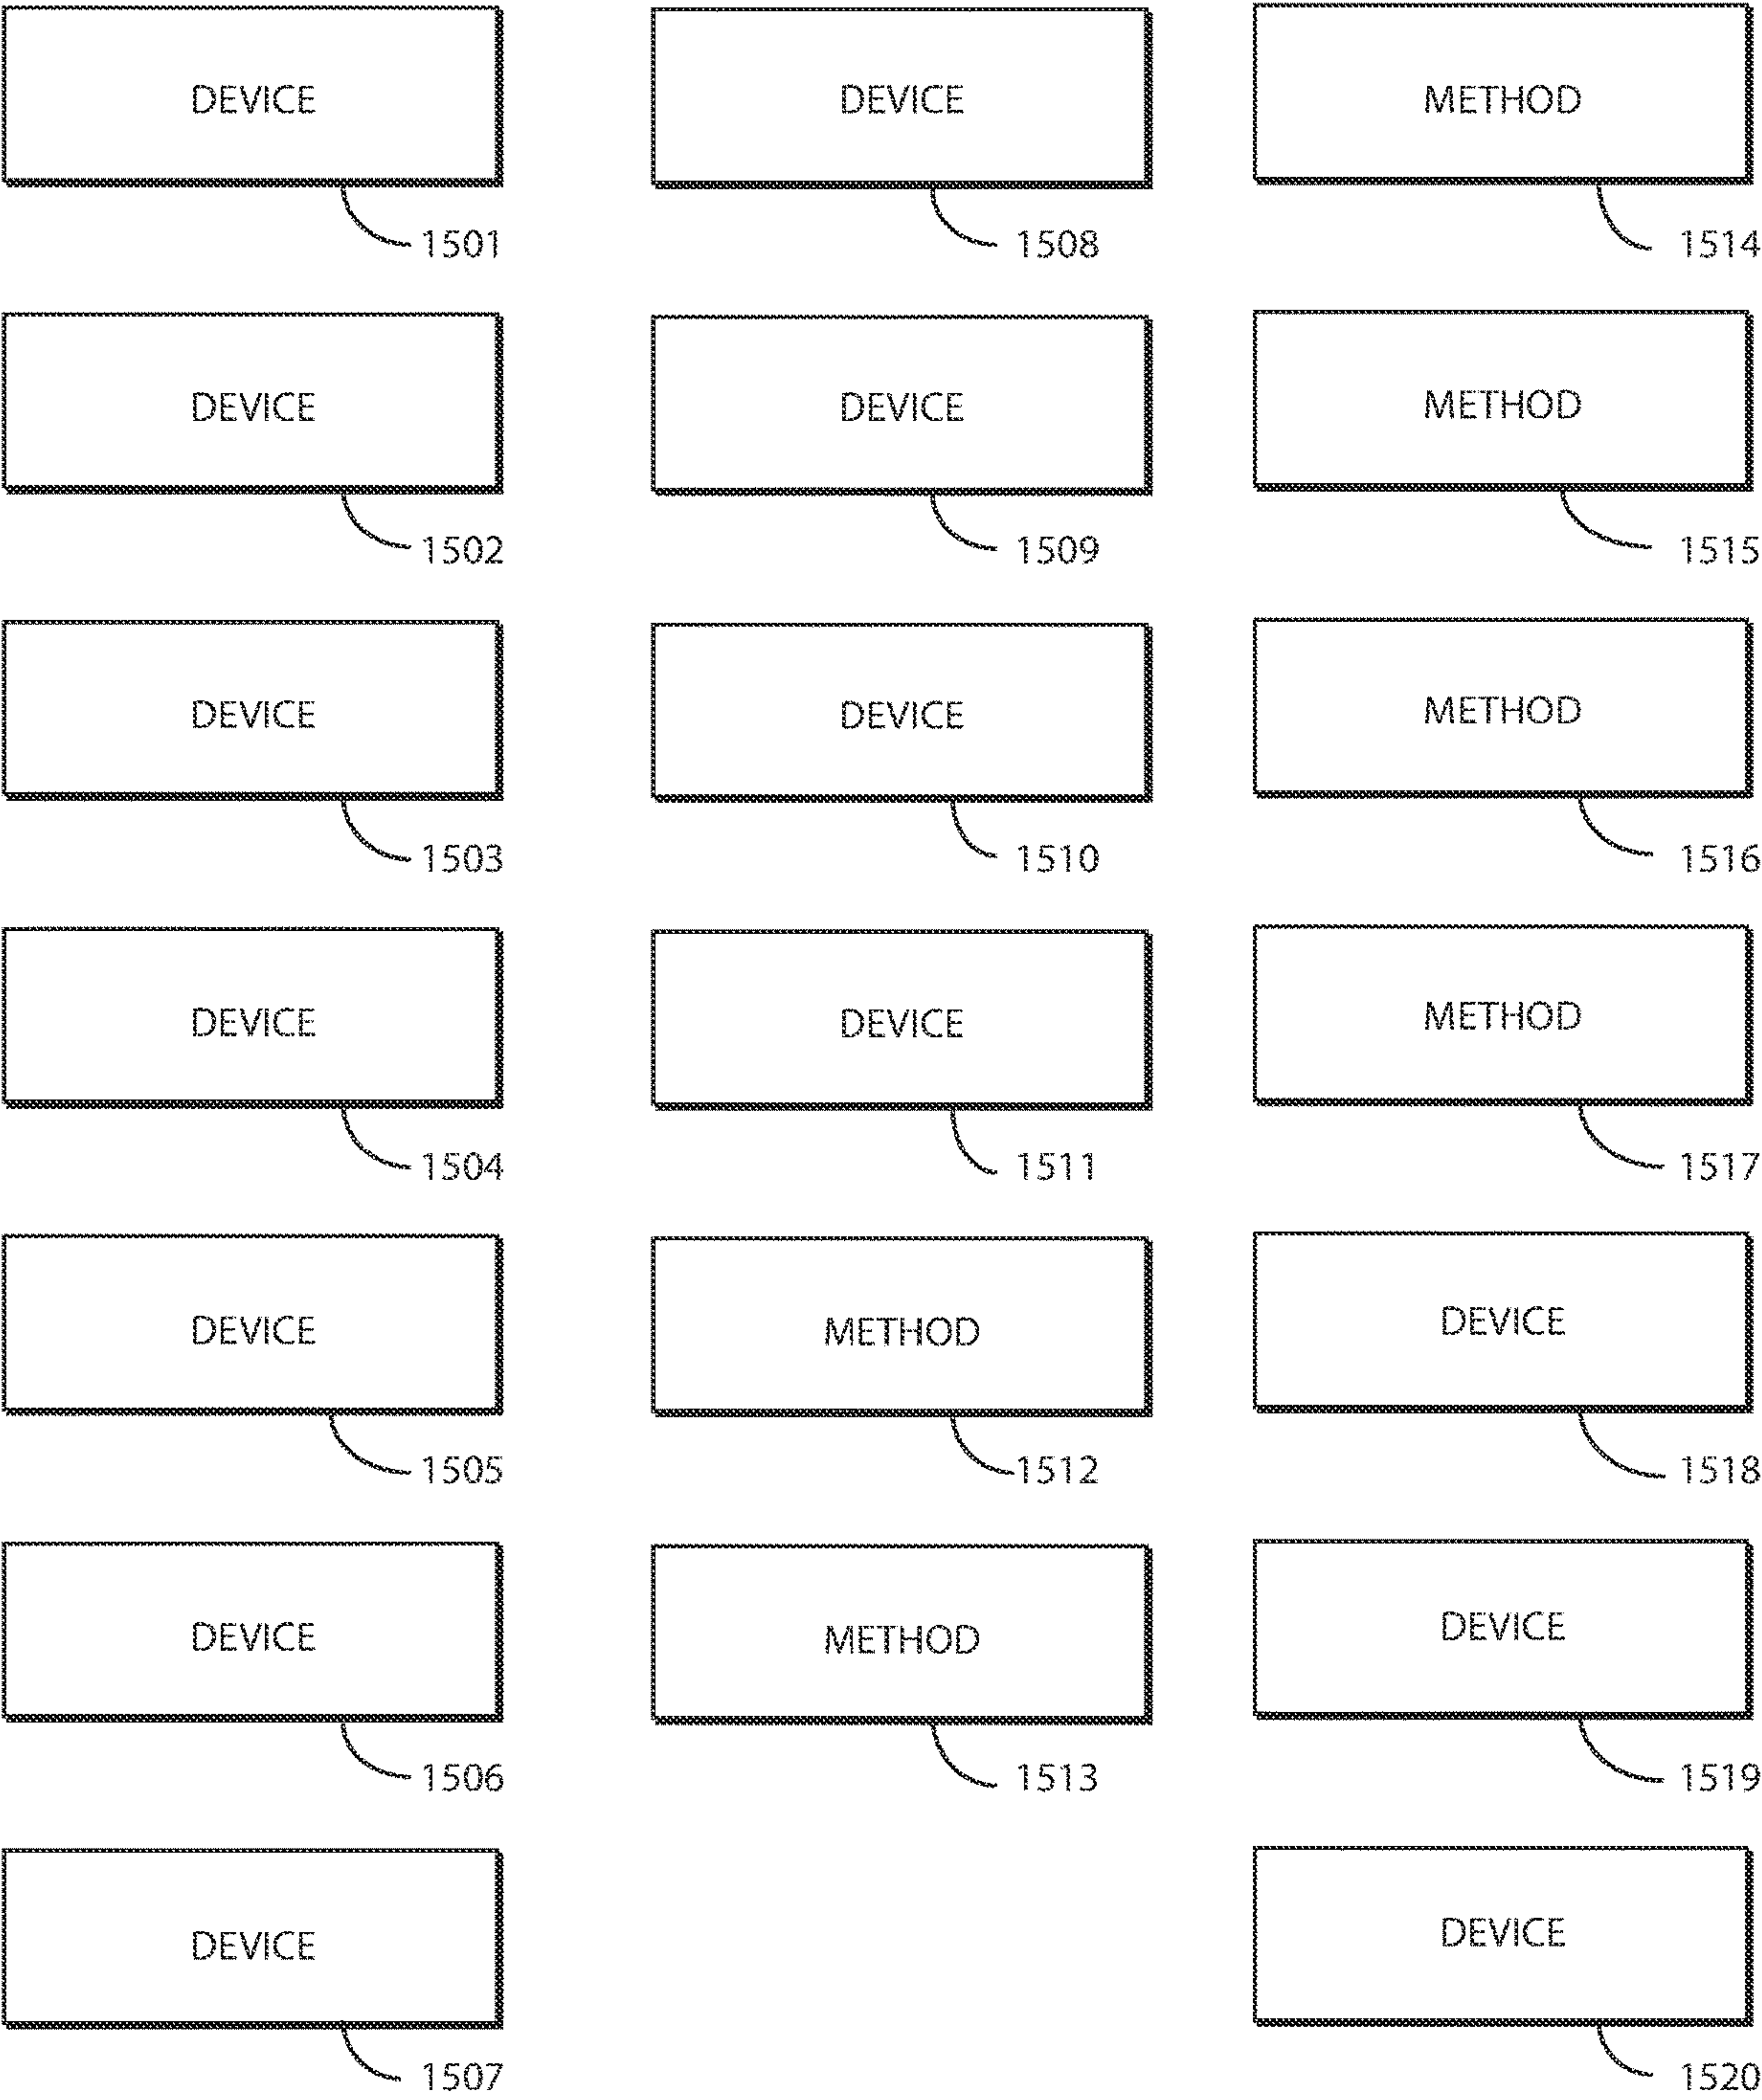 DEVICE
1501
DEVICE
1502
DEVICE
1503
DEVICE
1504
DEVICE
1505
DEVICE
1506
DEVICE
1507
DEVICE
1508
DEVICE
1509
DEVICE
1510
DEVICE
1511
METHOD
1512
METHOD
1513
METHOD
1514
METHOD
1515
METHOD
1516
METHOD
1517
DEVICE
1518
DEVICE
1519
DEVICE
1520